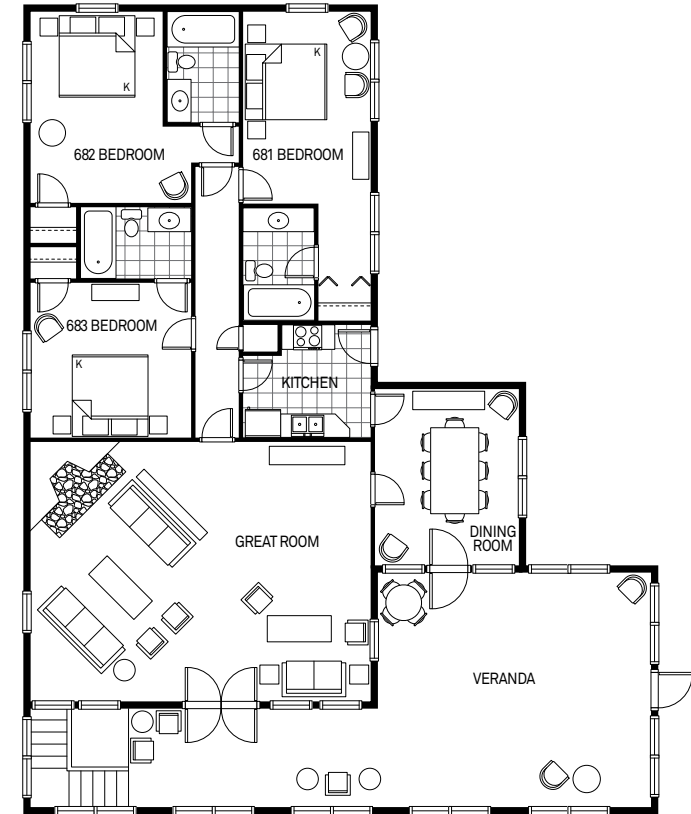 K
K
682 BEDROOM
681 BEDROOM
683 BEDROOM
K
KITCHEN
GREAT ROOM
DINING
ROOM
VERANDA